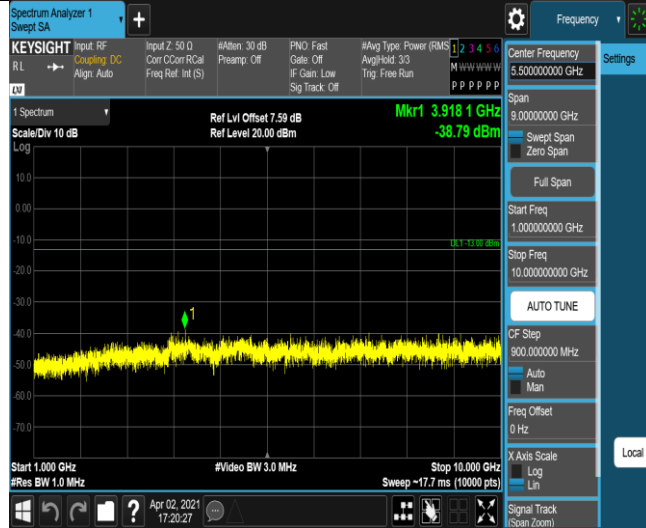 Spectrum Analyzer 1
Swept SA
+
Frequency
KEYSIGHT
RL
LXI
Input: RF
Coupling: DC
Align: Auto
Input Z: 50 Ω
Corr CCorr RCal
Freq Ref: Int (S)
#Atten: 30 dB
Preamp: Off
PNO: Fast
Gate: Off
IF Gain: Low
Sig Track: Off
#Avg Type: Power (RMS
Avg|Hold: 3/3
Trig: Free Run
1 2 3 4 5 6
M W W W W W
P P P P P P
1 Spectrum
Scale/Div 10 dB
Log
Ref Lvl Offset 7.59 dB
Ref Level 20.00 dBm
Mkr1 3.918 1 GHz
-38.79 dBm
10.0
0.00
-10.0
DL1 -13.00 dBm
-20.0
-30.0
1
-40.0
-50.0
-60.0
-70.0
Start 1.000 GHz
#Res BW 1.0 MHz
#Video BW 3.0 MHz
Stop 10.000 GHz
Sweep ~17.7 ms (10000 pts)
?
Apr 02, 2021
17:20:27
Center Frequency
5.500000000 GHz
Span
9.00000000 GHz
Swept Span
Zero Span
Full Span
Start Freq
1.000000000 GHz
Stop Freq
10.000000000 GHz
AUTO TUNE
CF Step
900.000000 MHz
Auto
Man
Freq Offset
0 Hz
X Axis Scale
Log
Lin
Signal Track
(Span Zoom)
Settings
Local